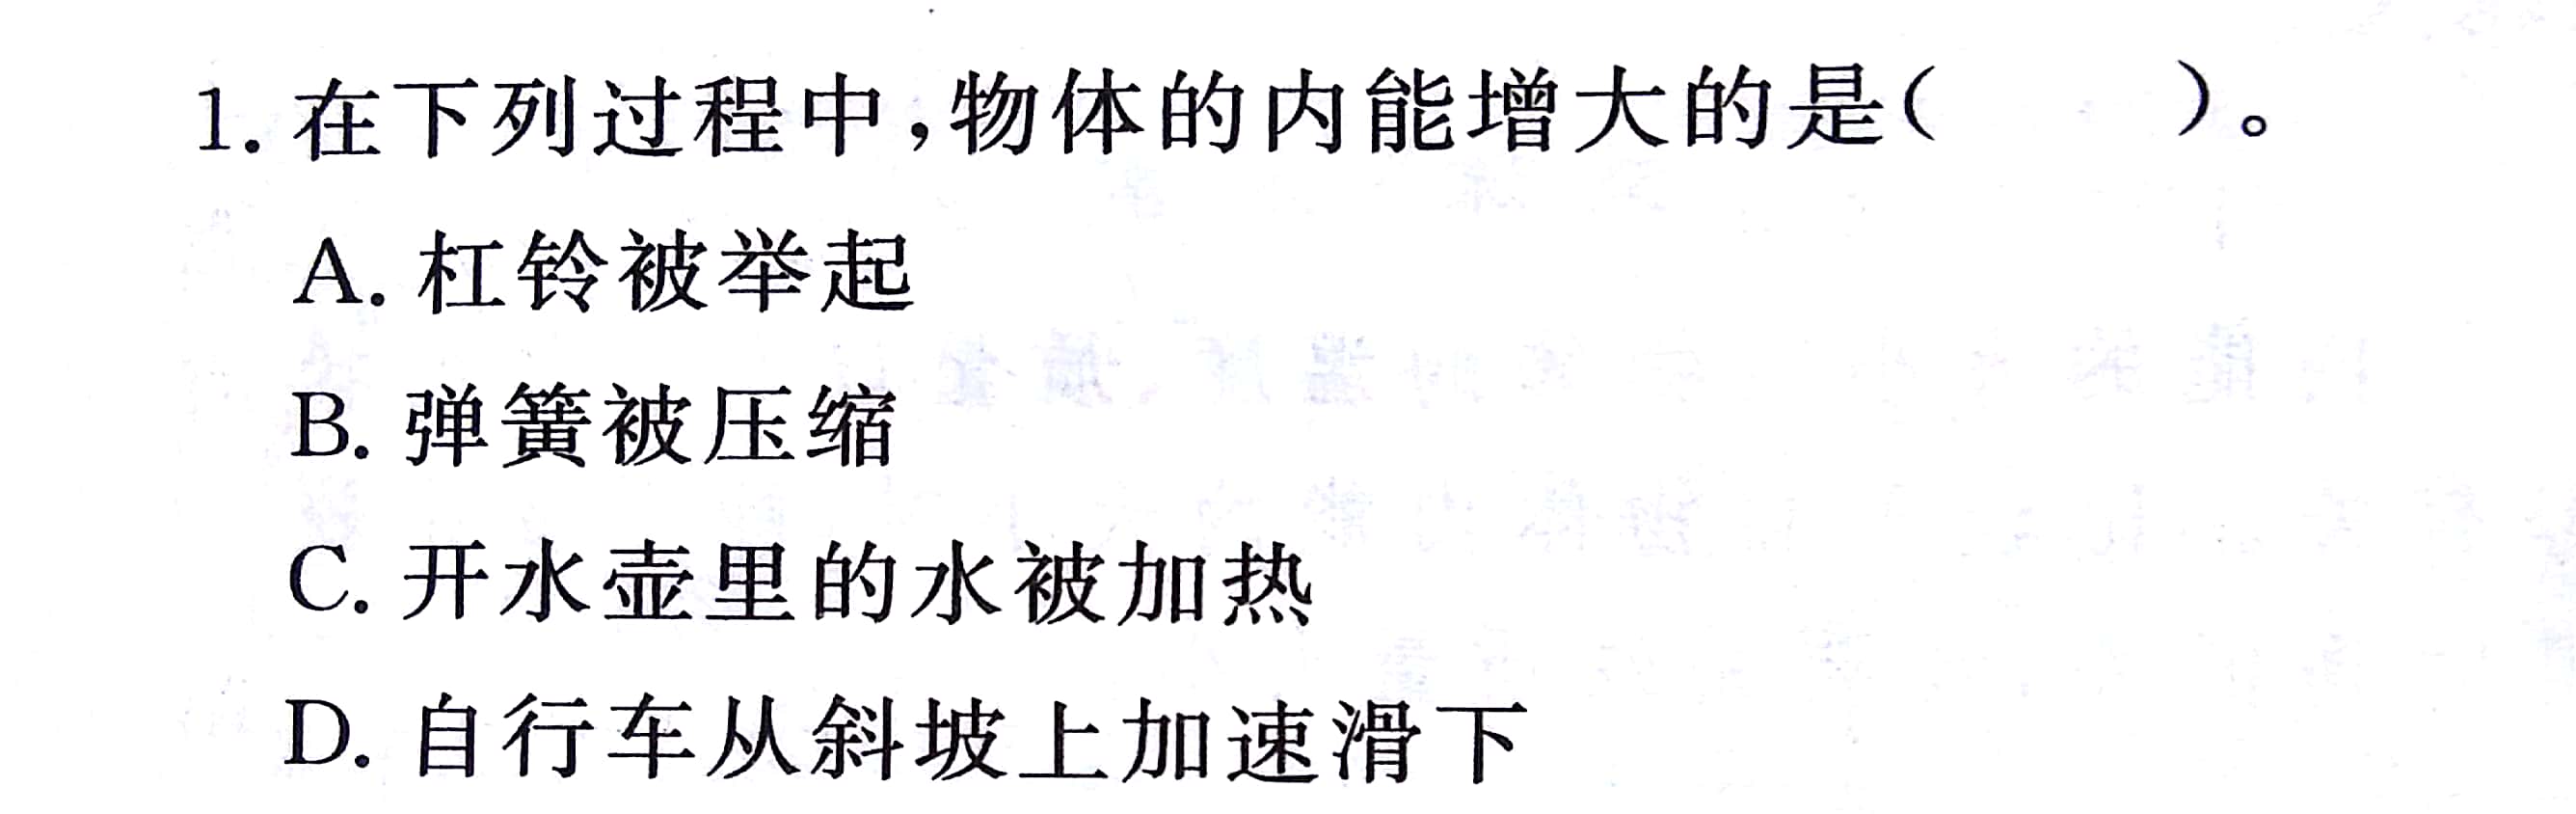 1. 在下列过程中,物体的内能增大的是(　　)。
A. 杠铃被举起
B. 弹簧被压缩
C. 开水壶里的水被加热
D. 自行车从斜坡上加速滑下